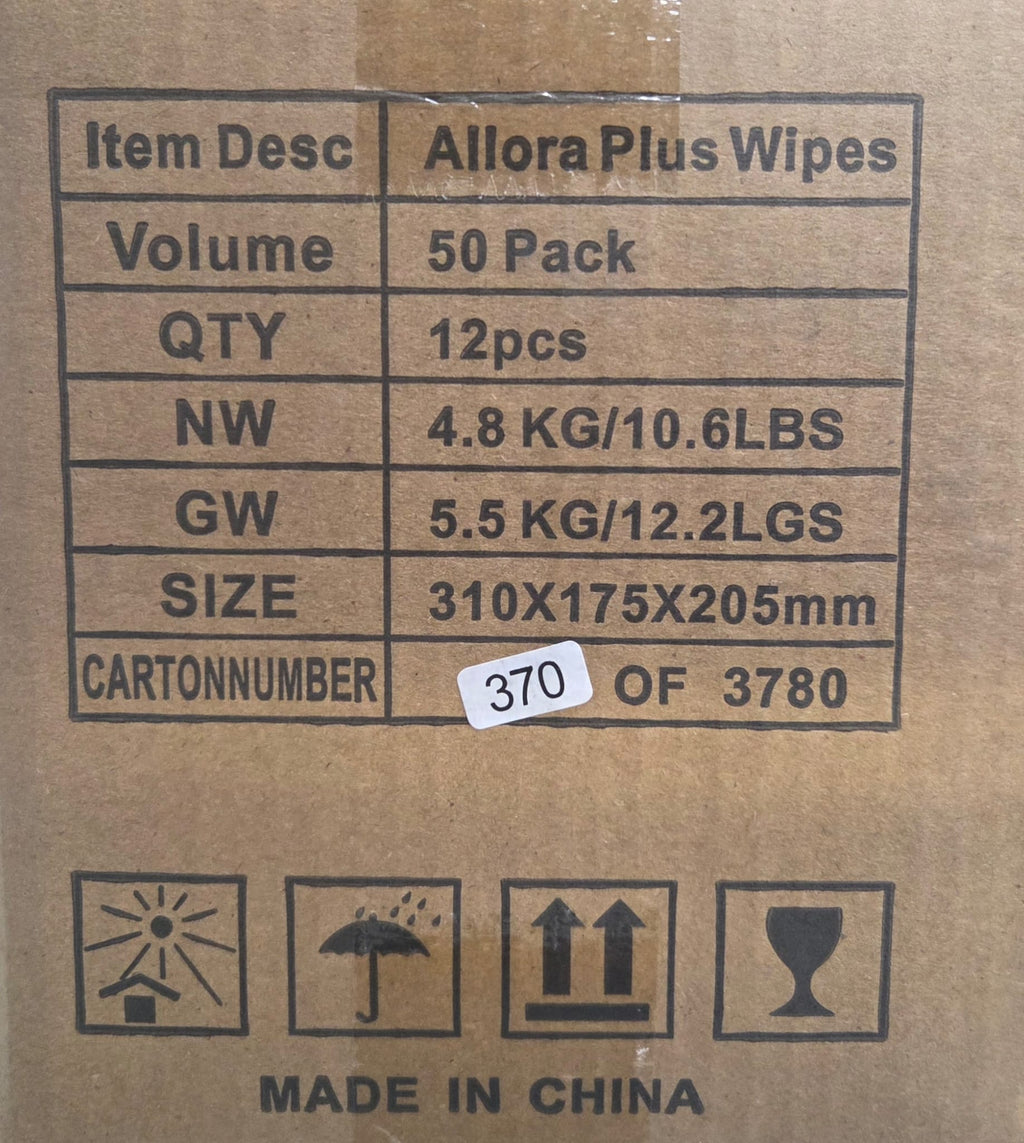 Item Desc Allora Plus Wipes
Volume 50 Pack
QTY 12pcs
NW 4.8 KG/10.6LBS
GW 5.5 KG/12.2LGS
SIZE 310X175X205mm
CARTONNUMBER 370 OF 3780
MADE IN CHINA